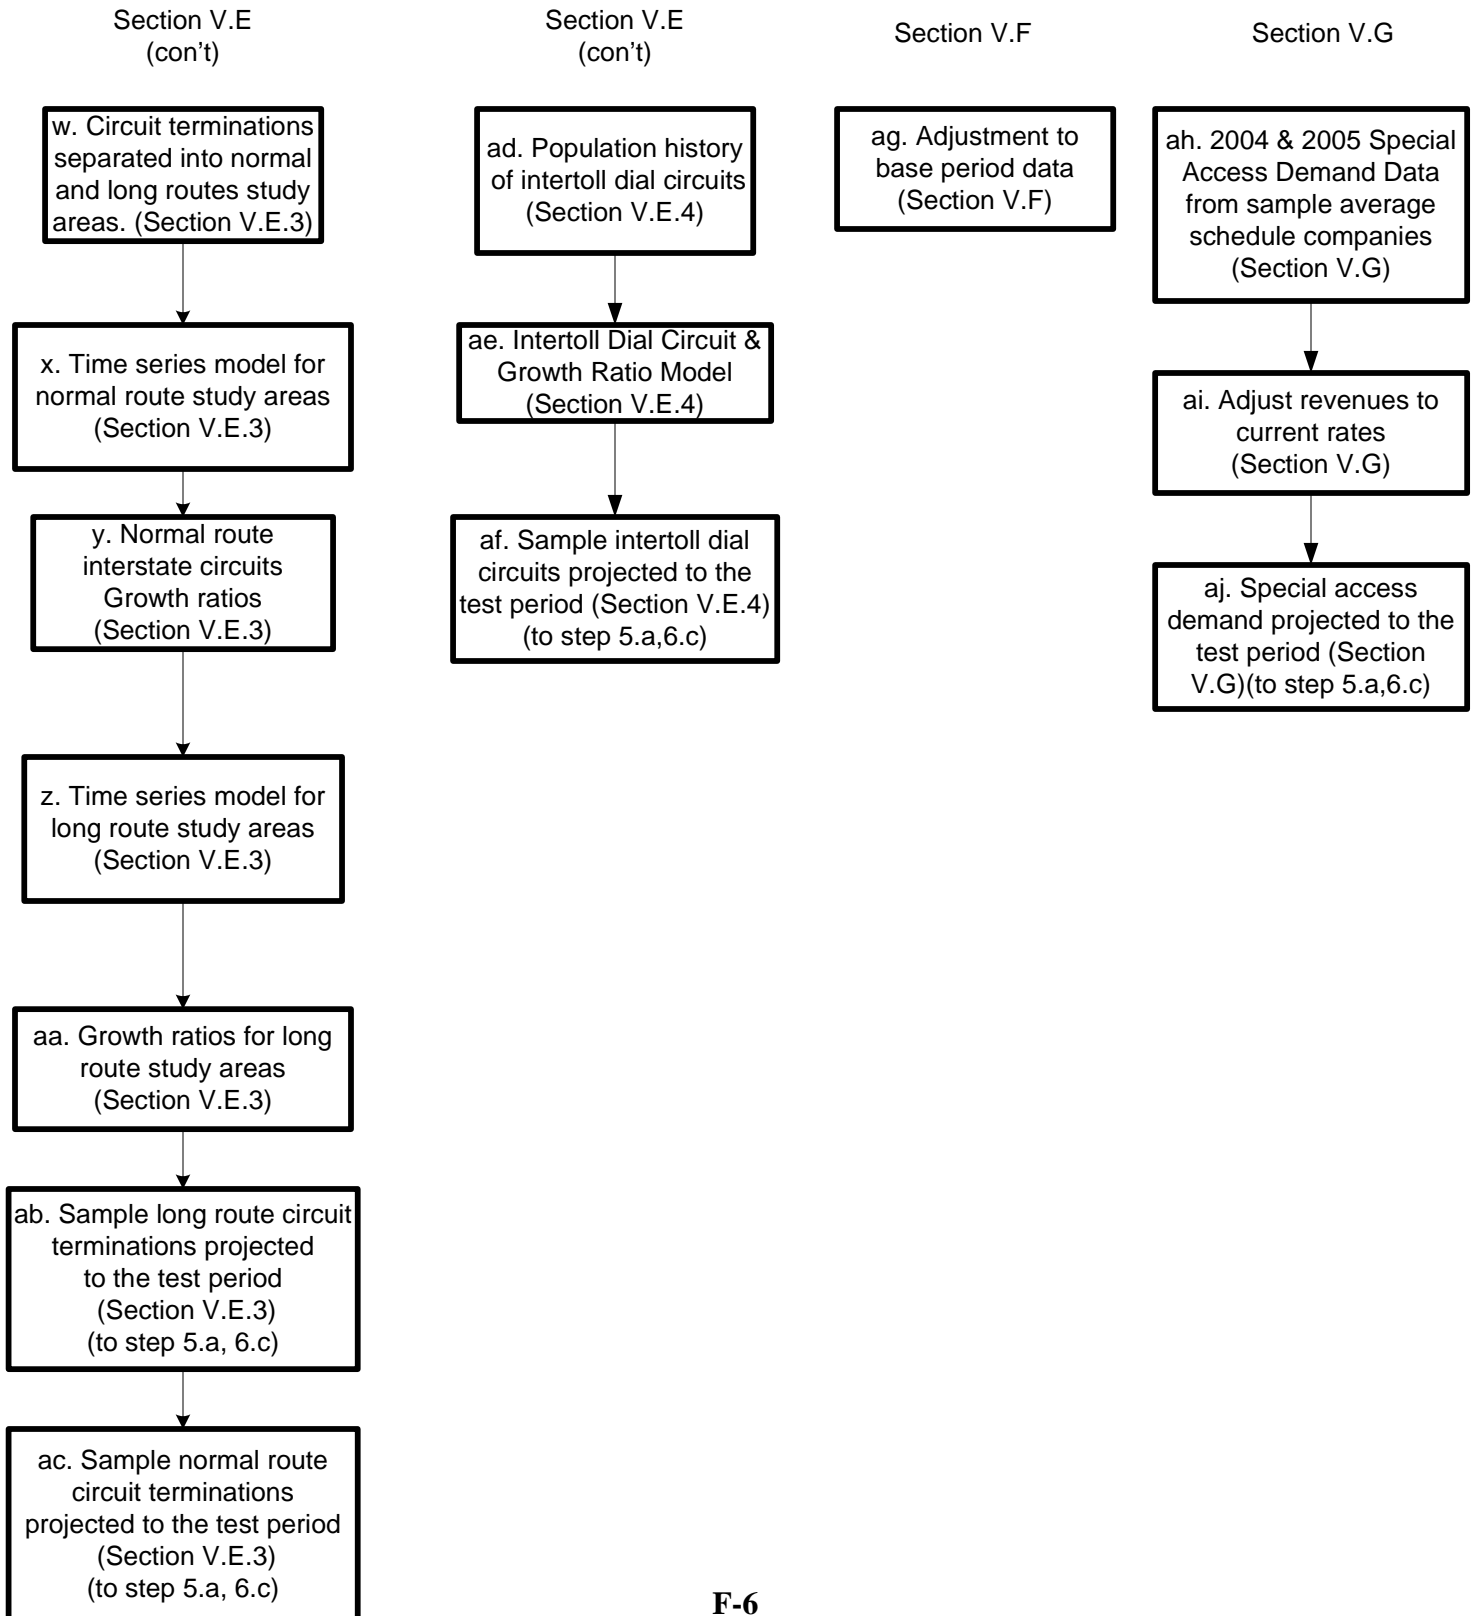 Section V.E
(con't)
w. Circuit terminations
separated into normal
and long routes study
areas. (Section V.E.3)
x. Time series model for
normal route study areas
(Section V.E.3)
y. Normal route
interstate circuits
Growth ratios
(Section V.E.3)
z. Time series model for
long route study areas
(Section V.E.3)
aa. Growth ratios for long
route study areas
(Section V.E.3)
ab. Sample long route circuit
terminations projected
to the test period
(Section V.E.3)
(to step 5.a, 6.c)
ac. Sample normal route
circuit terminations
projected to the test period
(Section V.E.3)
(to step 5.a, 6.c)
Section V.E
(con't)
ad. Population history
of intertoll dial circuits
(Section V.E.4)
ae. Intertoll Dial Circuit &
Growth Ratio Model
(Section V.E.4)
af. Sample intertoll dial
circuits projected to the
test period (Section V.E.4)
(to step 5.a,6.c)
Section V.F
ag. Adjustment to
base period data
(Section V.F)
Section V.G
ah. 2004 & 2005 Special
Access Demand Data
from sample average
schedule companies
(Section V.G)
ai. Adjust revenues to
current rates
(Section V.G)
aj. Special access
demand projected to the
test period (Section
V.G)(to step 5.a,6.c)
F-6